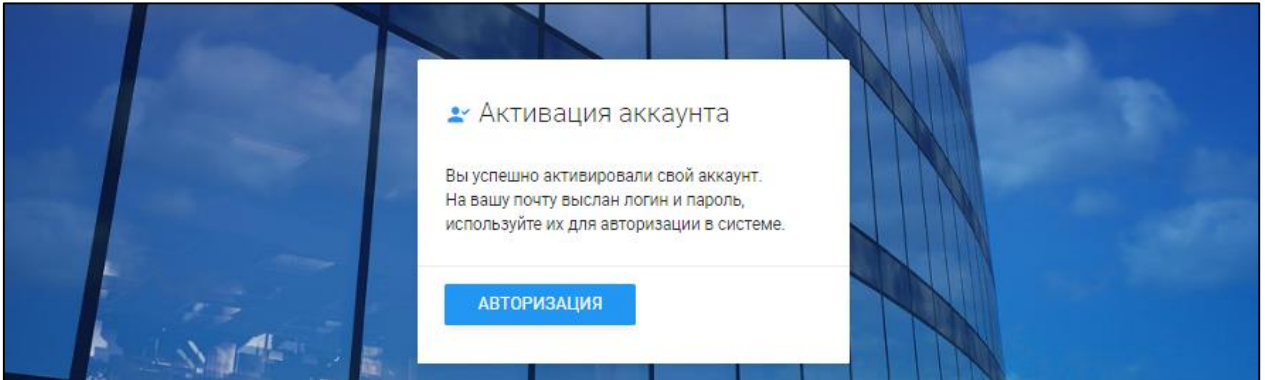 Активация аккаунта
Вы успешно активировали свой аккаунт.
На вашу почту выслан логин и пароль,
используйте их для авторизации в системе.
АВТОРИЗАЦИЯ